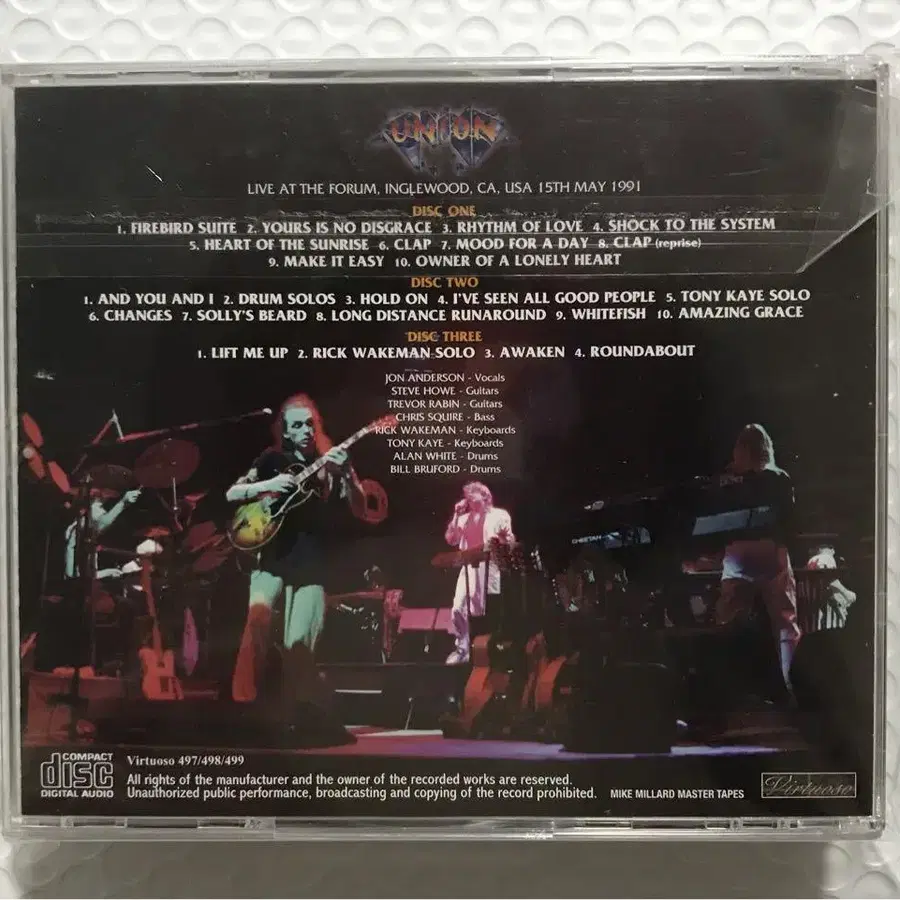 UNION
LIVE AT THE FORUM, INGLEWOOD, CA, USA 15TH MAY 1991
DISC ONE
1. FIREBIRD SUITE 2. YOURS IS NO DISGRACE 3. RHYTHM OF LOVE 4. SHOCK TO THE SYSTEM
5. HEART OF THE SUNRISE 6. CLAP 7. MOOD FOR A DAY 8. CLAP (reprise)
9. MAKE IT EASY 10. OWNER OF A LONELY HEART
DISC TWO
1. AND YOU AND I 2. DRUM SOLOS 3. HOLD ON 4. I'VE SEEN ALL GOOD PEOPLE 5. TONY KAYE SOLO
6. CHANGES 7. SOLLY'S BEARD 8. LONG DISTANCE RUNAROUND 9. WHITEFISH 10. AMAZING GRACE
DISC THREE
1. LIFT ME UP 2. RICK WAKEMAN SOLO 3. AWAKEN 4. ROUNDABOUT
JON ANDERSON - Vocals
STEVE HOWE - Guitars
TREVOR RABIN - Guitars
CHRIS SQUIRE - Bass
RICK WAKEMAN - Keyboards
TONY KAYE - Keyboards
ALAN WHITE - Drums
BILL BRUFORD - Drums
CHEETAH
COMPACT
disc
DIGITAL AUDIO
Virtuoso 497/498/499
All rights of the manufacturer and the owner of the recorded works are reserved.
Unauthorized public performance, broadcasting and copying of the record prohibited.
MIKE MILLARD MASTER TAPES
Virtuoso